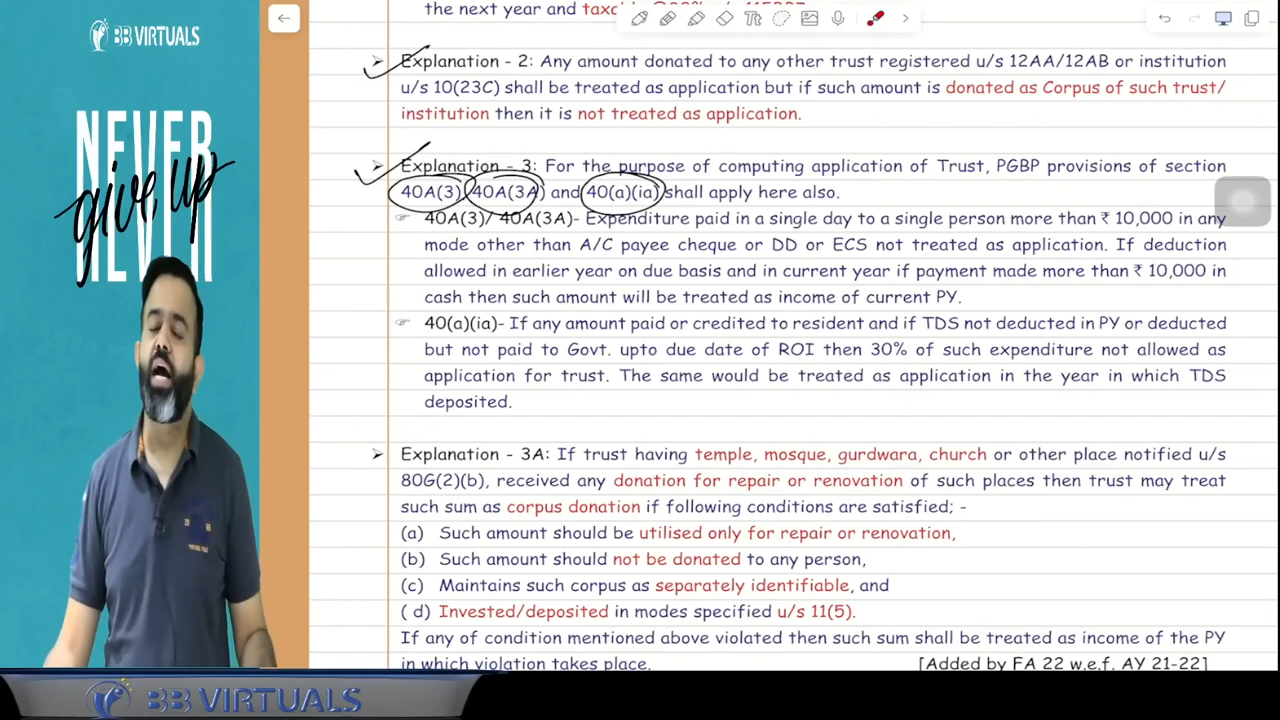 BB VIRTUALS
NEVER
give up
NEVER
the next year and
Explanation - 2: Any amount donated to any other trust registered u/s 12AA/12AB or institution
u/s 10(23C) shall be treated as application but if such amount is donated as Corpus of such trust/
institution then it is not treated as application.
Explanation - 3: For the purpose of computing application of Trust, PGBP provisions of section
40A(3) 40A(3A) and 40(a)(ia) shall apply here also.
40A(3)/ 40A(3A)- Expenditure paid in a single day to a single person more than ₹ 10,000 in any
mode other than A/C payee cheque or DD or ECS not treated as application. If deduction
allowed in earlier year on due basis and in current year if payment made more than ₹ 10,000 in
cash then such amount will be treated as income of current PY.
40(a)(ia)- If any amount paid or credited to resident and if TDS not deducted in PY or deducted
but not paid to Govt. upto due date of ROI then 30% of such expenditure not allowed as
application for trust. The same would be treated as application in the year in which TDS
deposited.
Explanation - 3A: If trust having temple, mosque, gurdwara, church or other place notified u/s
80G(2)(b), received any donation for repair or renovation of such places then trust may treat
such sum as corpus donation if following conditions are satisfied; -
(a) Such amount should be utilised only for repair or renovation,
(b) Such amount should not be donated to any person,
(c) Maintains such corpus as separately identifiable, and
( d) Invested/deposited in modes specified u/s 11(5).
If any of condition mentioned above violated then such sum shall be treated as income of the PY
in which violation takes place. [Added by FA 22 w.e.f. AY 21-22]
BB VIRTUALS